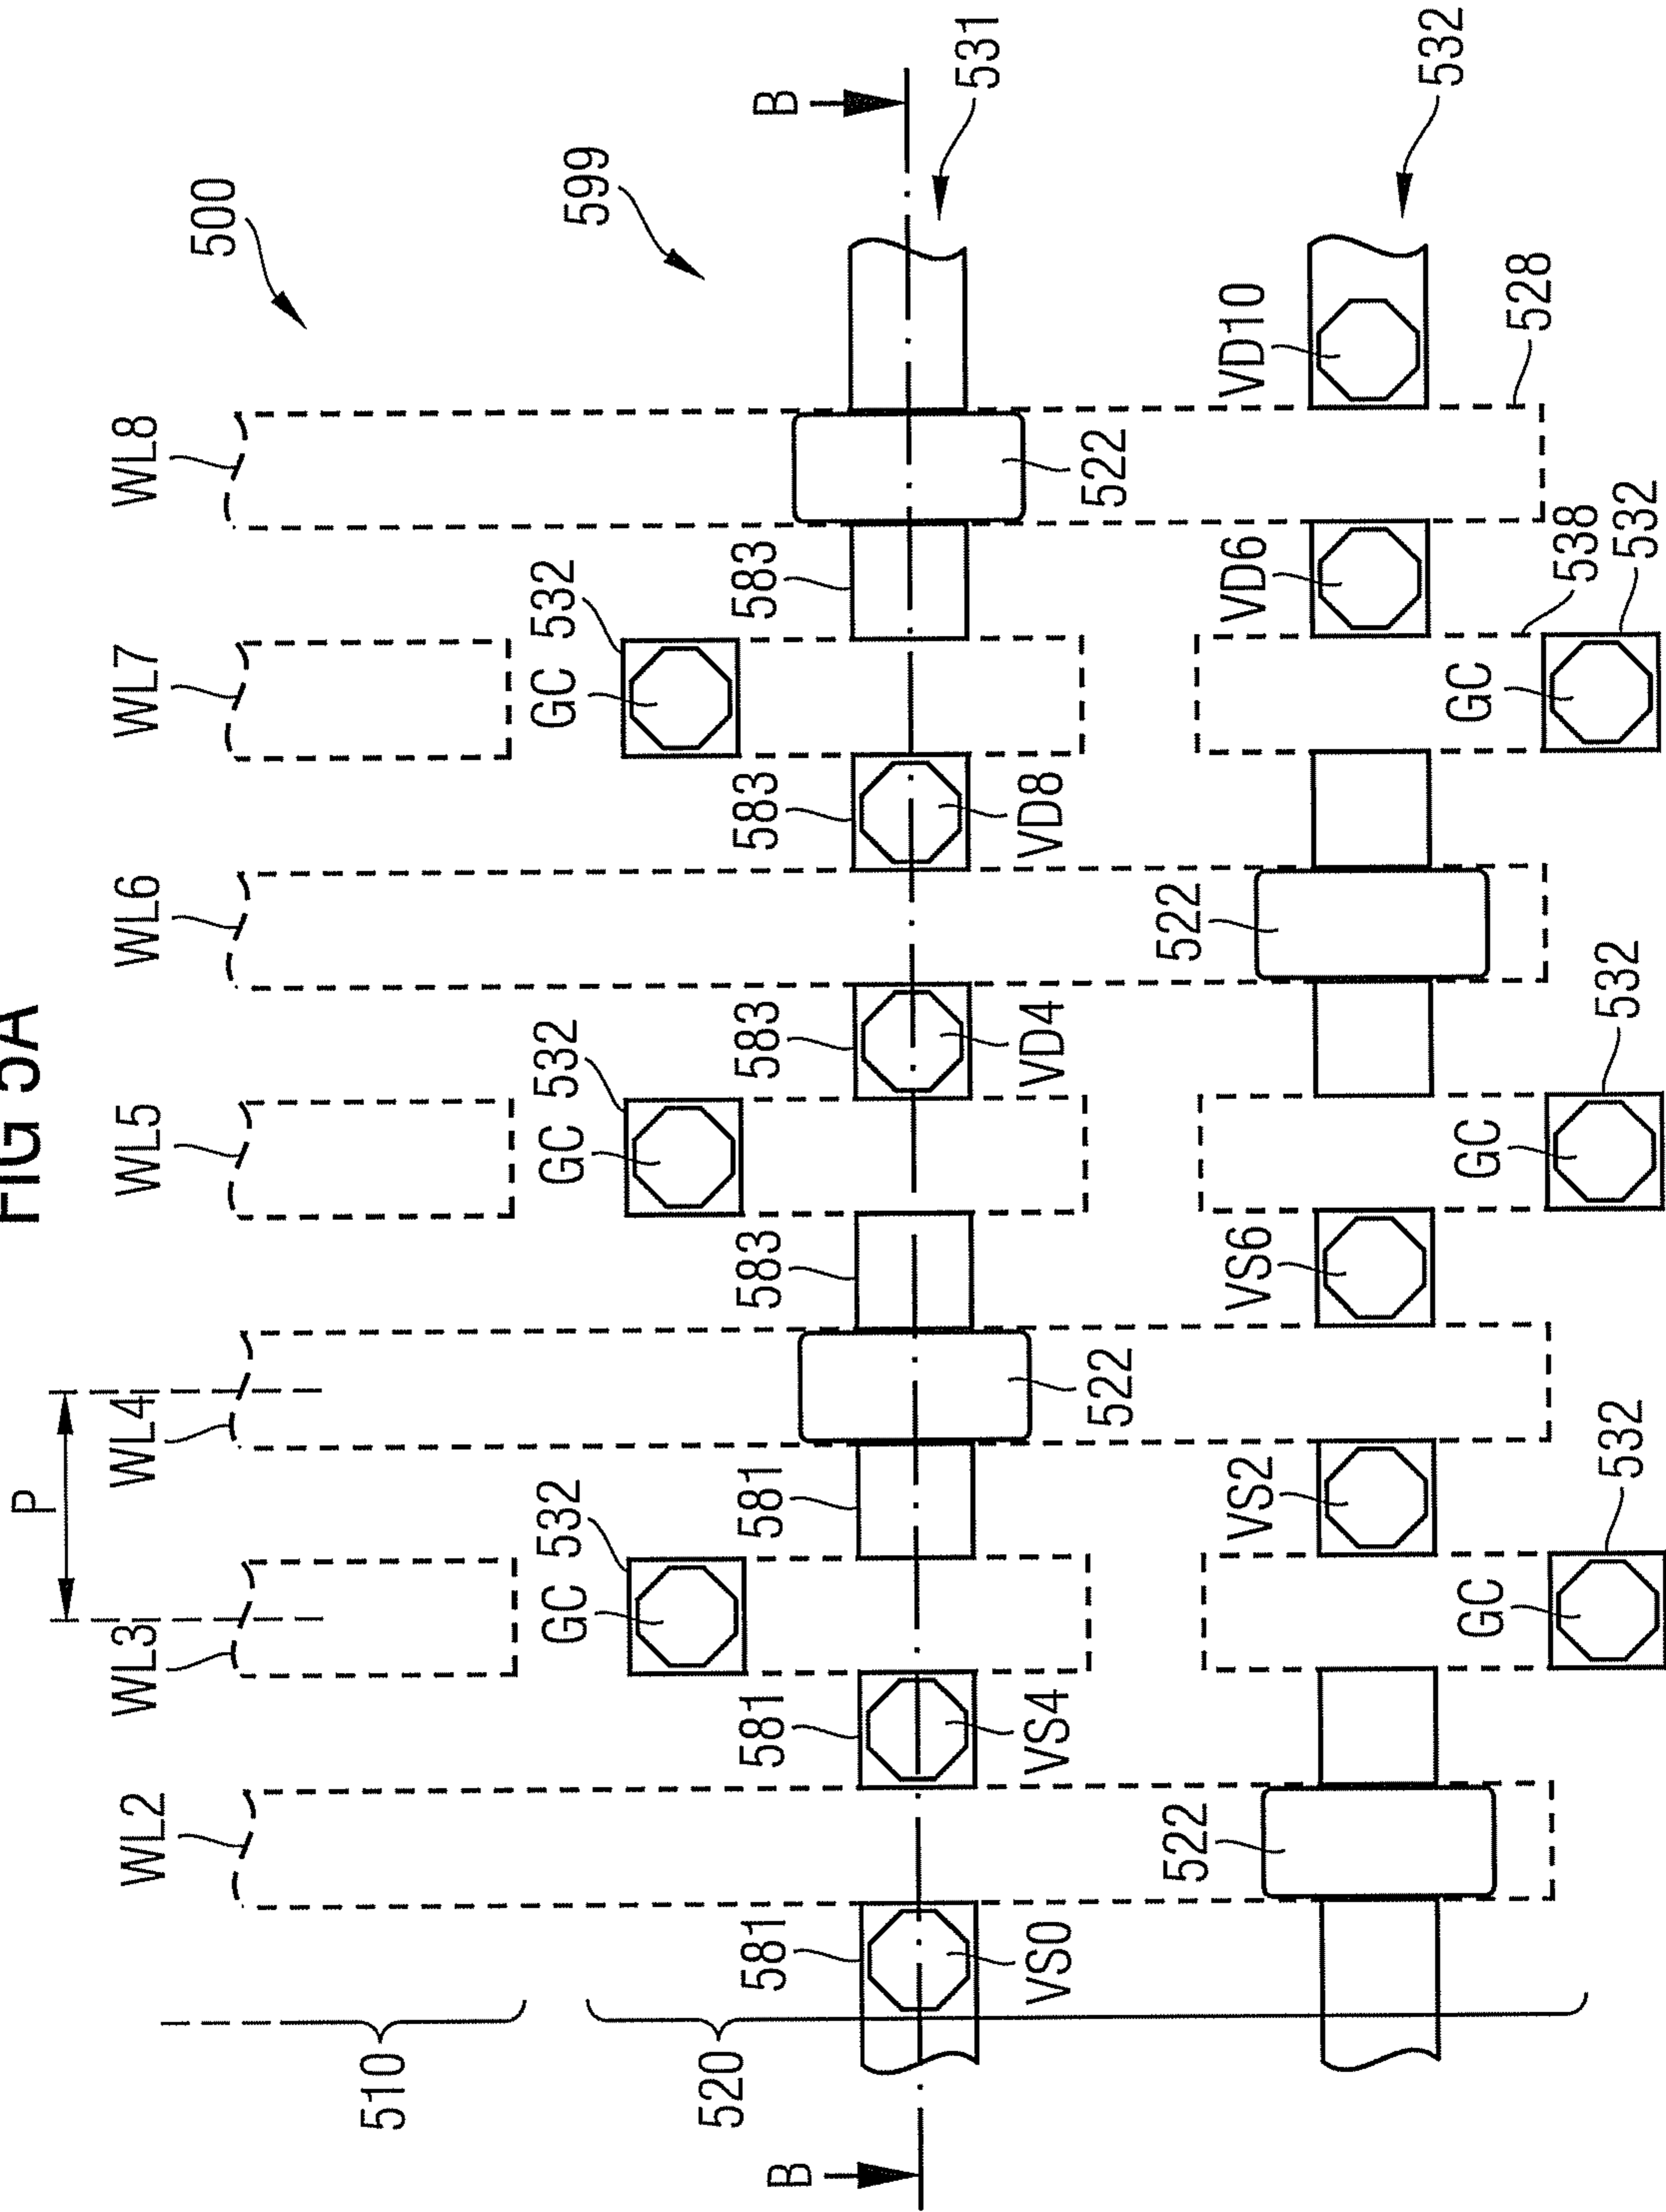 FIG 5A
P
WL2 WL3 WL4 WL5 WL6 WL7 WL8
500
510
GC 532 GC 532 GC 532
599
520
581 581 581 583 583 583 583
B B
531
VS0 VS4 VD4 VD8
522 522
522 522
VS2 VS6 VD6 VD10
532
GC GC GC
528
538
532 532 532